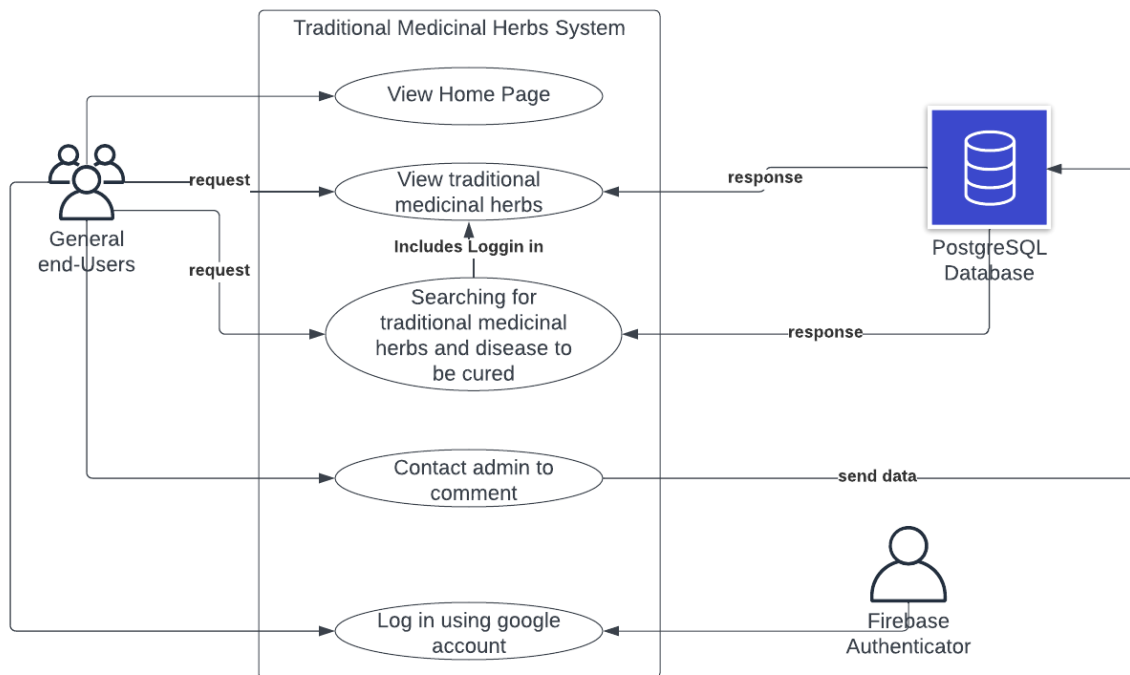 Traditional Medicinal Herbs System
View Home Page
request
View traditional
medicinal herbs
response
General
end-Users
Includes Loggin in
PostgreSQL
Database
request
Searching for
traditional medicinal
herbs and disease to
be cured
response
Contact admin to
comment
send data
Log in using google
account
Firebase
Authenticator